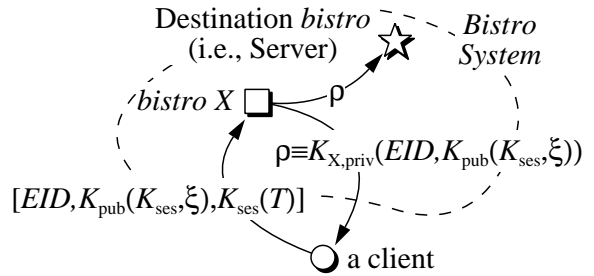 Destination bistro
(i.e., Server)
Bistro
System
bistro X
ρ
ρ≡K_X,priv(EID,K_pub(K_ses,ξ))
[EID,K_pub(K_ses,ξ),K_ses(T)]
a client